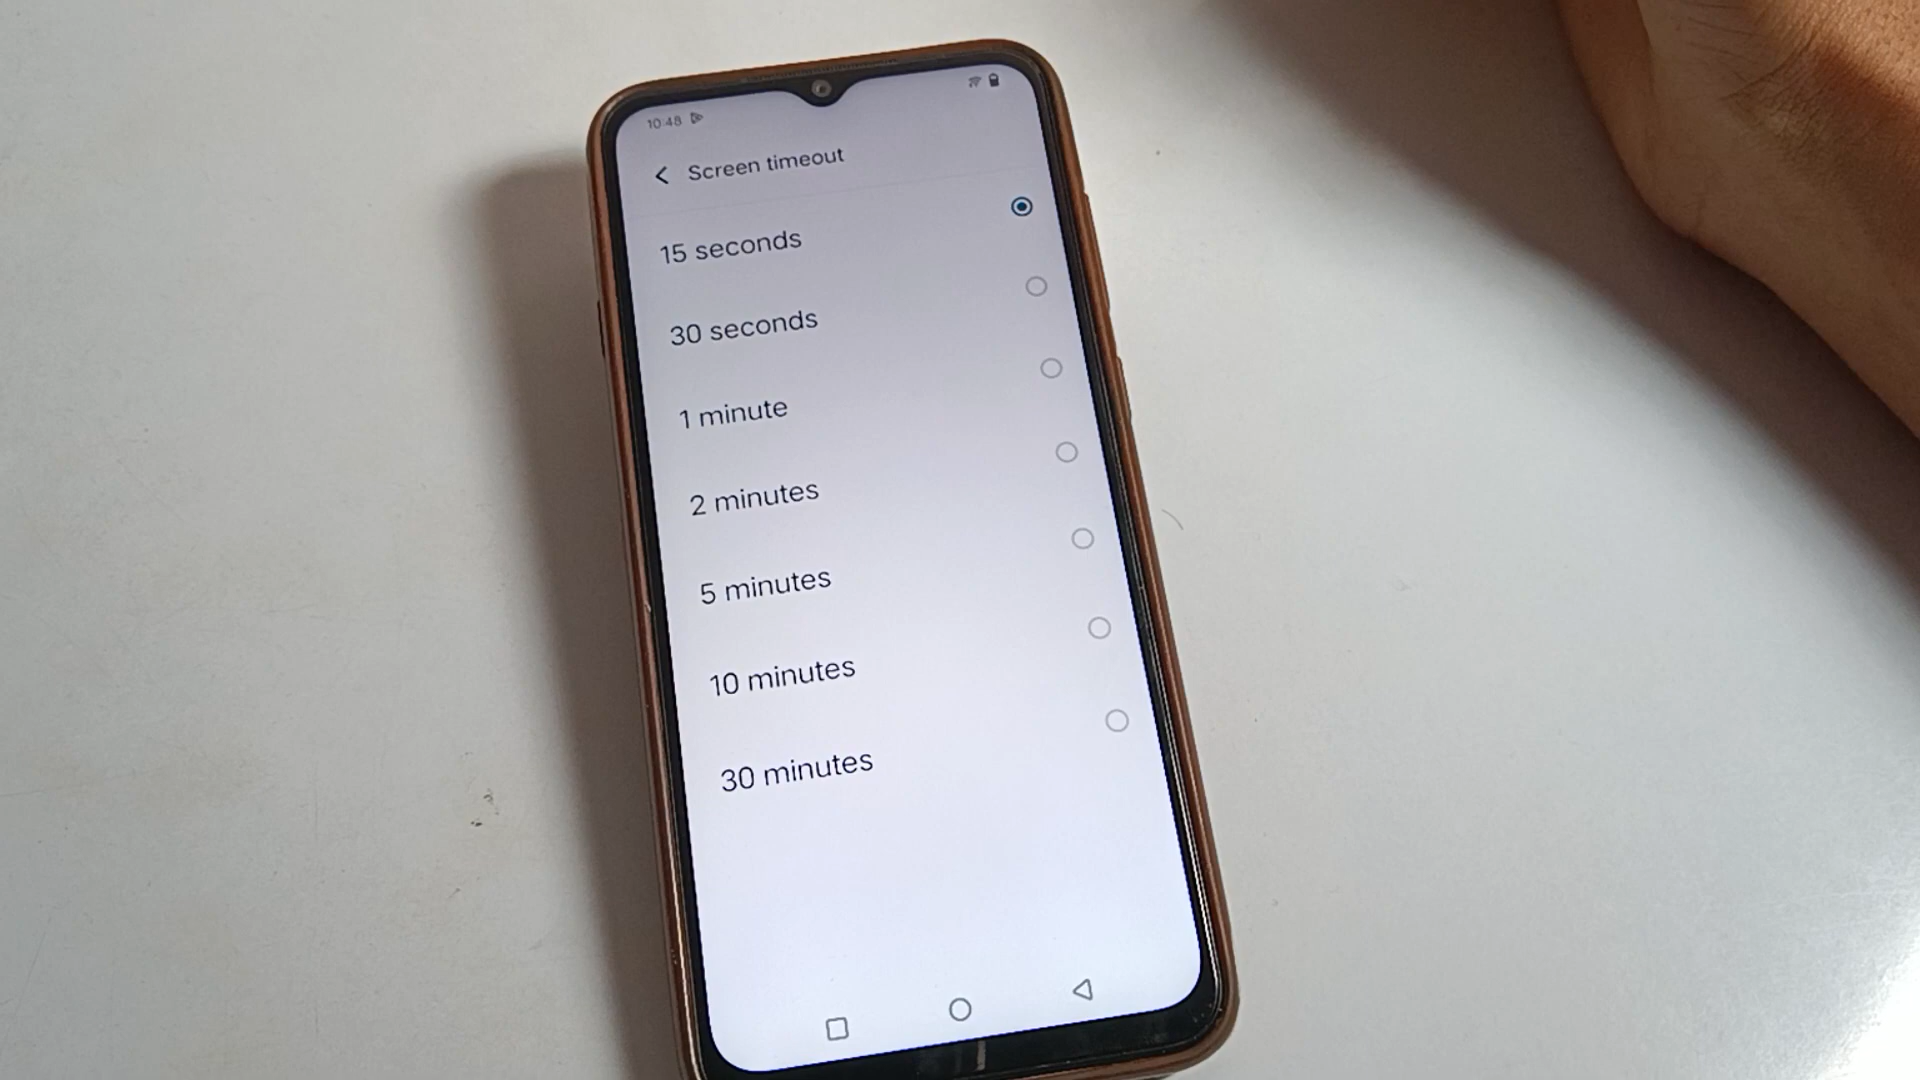 10:48
Screen timeout
15 seconds
30 seconds
1 minute
2 minutes
5 minutes
10 minutes
30 minutes